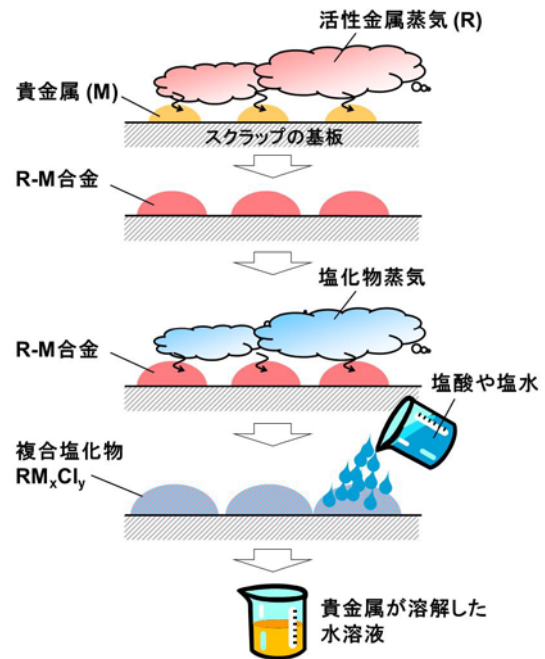 活性金属蒸気 (R)
貴金属 (M)
スクラップの基板
R-M合金
塩化物蒸気
R-M合金
塩酸や塩水
複合塩化物
RMxCly
貴金属が溶解した
水溶液